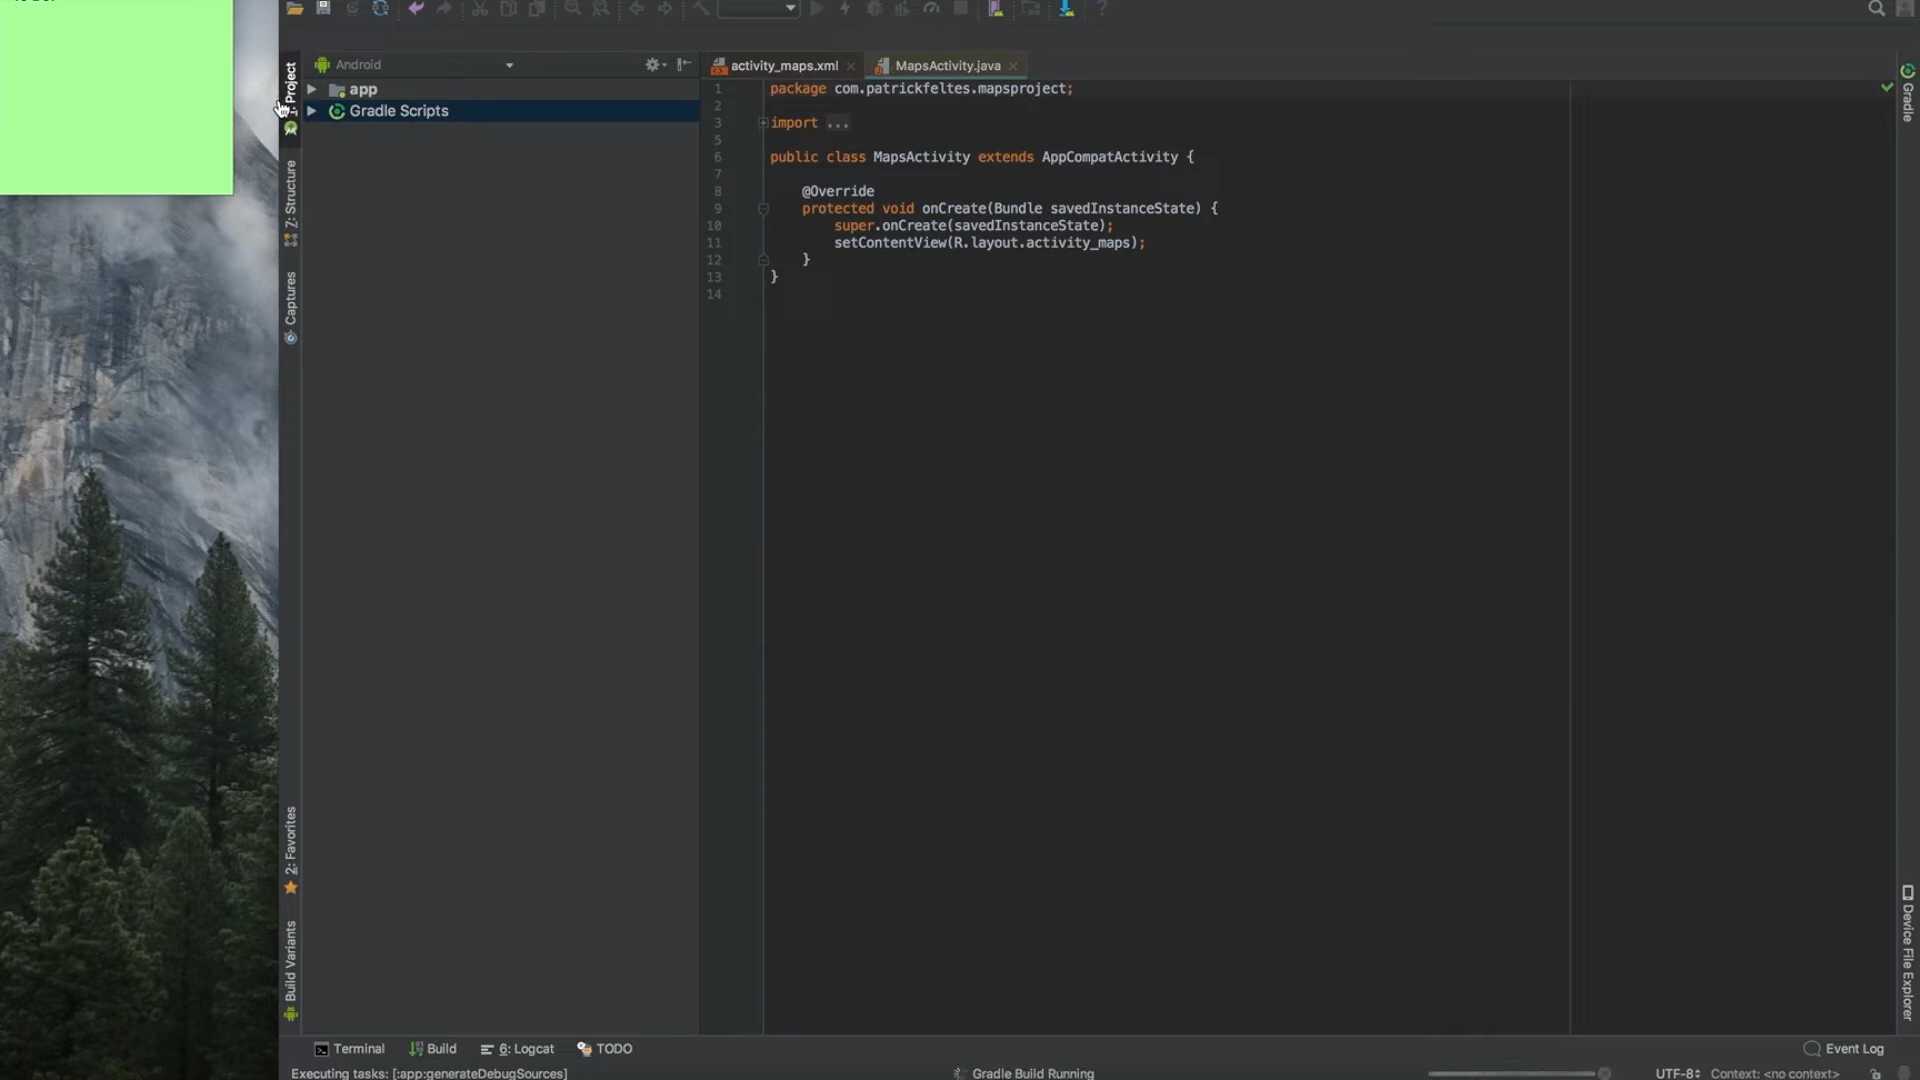 Android
app
Gradle Scripts
1: Project
Z: Structure
Captures
2: Favorites
Build Variants
activity_maps.xml
MapsActivity.java
1 package com.patrickfeltes.mapsproject;
2
3 import ...
5
6 public class MapsActivity extends AppCompatActivity {
7
8 @Override
9 protected void onCreate(Bundle savedInstanceState) {
10 super.onCreate(savedInstanceState);
11 setContentView(R.layout.activity_maps);
12 }
13 }
14
Gradle
Device File Explorer
Terminal
Build
6: Logcat
TODO
Event Log
Executing tasks: [:app:generateDebugSources]
Gradle Build Running
UTF-8
Context: <no context>